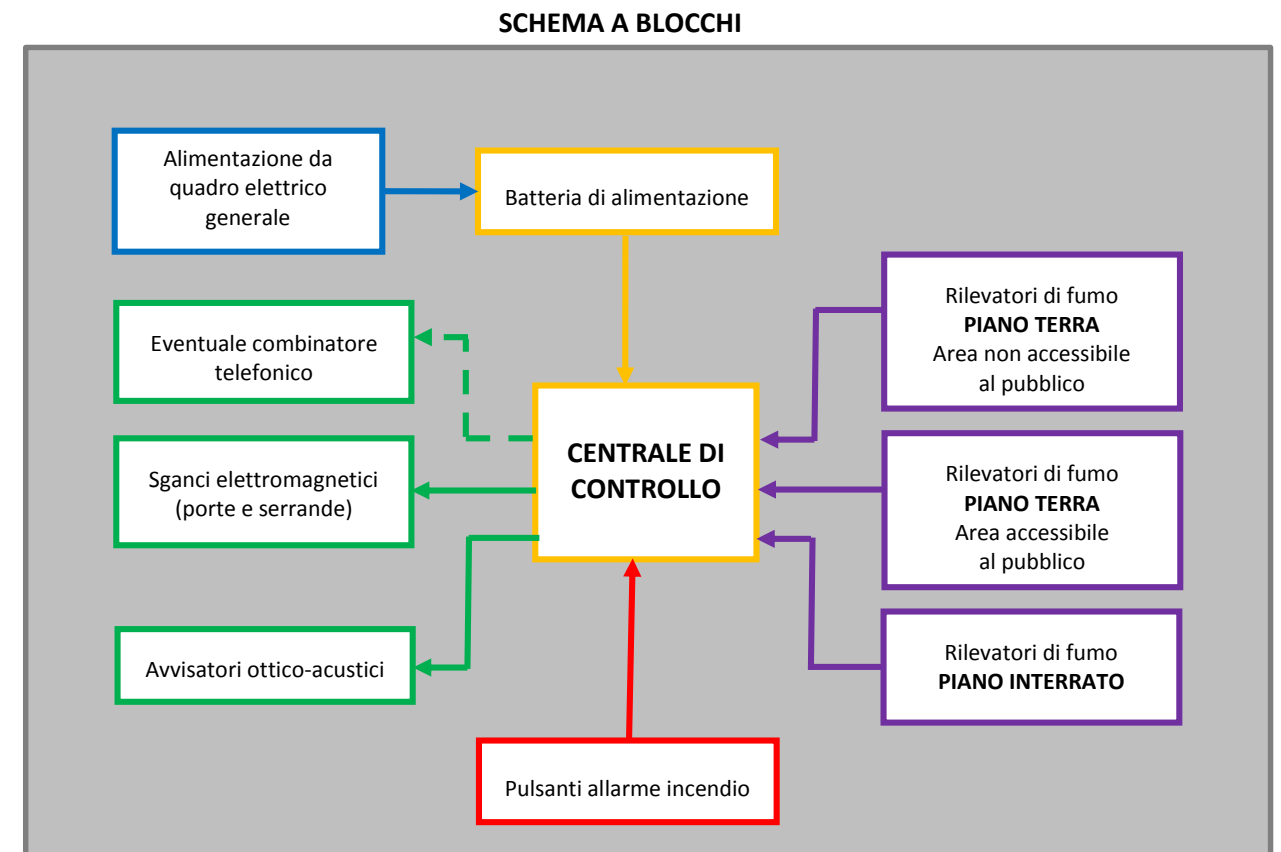 SCHEMA A BLOCCHI
Alimentazione da
quadro elettrico
generale
Batteria di alimentazione
Rilevatori di fumo
PIANO TERRA
Area non accessibile
al pubblico
Eventuale combinatore
telefonico
CENTRALE DI
CONTROLLO
Sganci elettromagnetici
(porte e serrande)
Rilevatori di fumo
PIANO TERRA
Area accessibile
al pubblico
Avvisatori ottico-acustici
Rilevatori di fumo
PIANO INTERRATO
Pulsanti allarme incendio